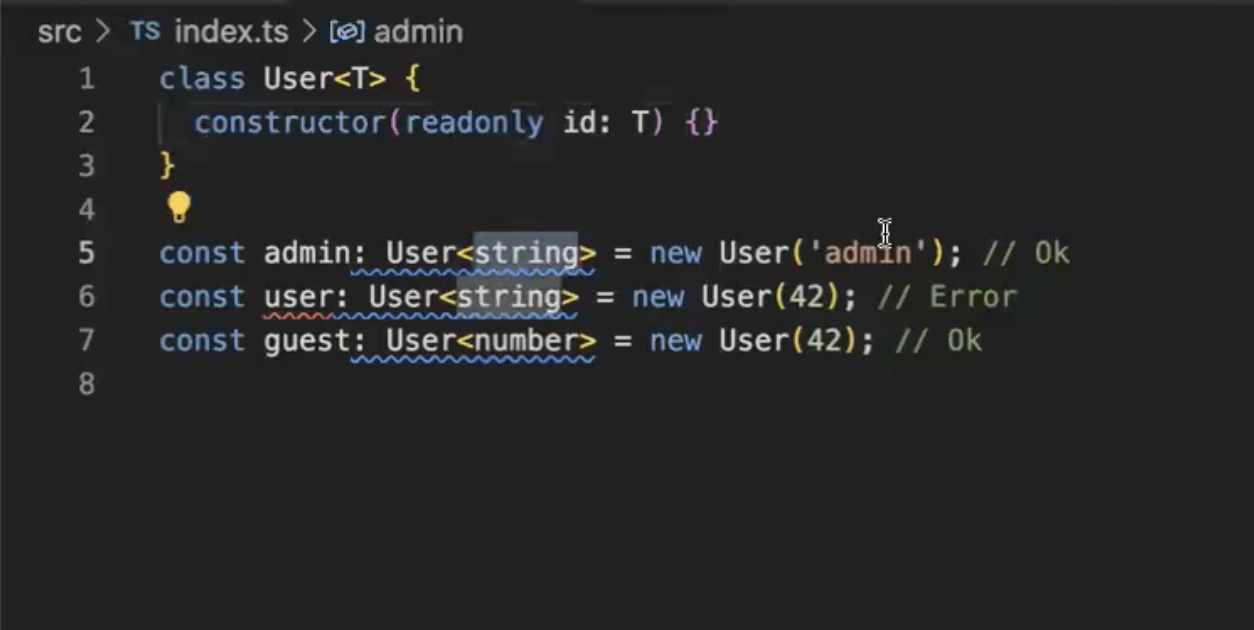 src > TS index.ts > admin
1 class User<T> {
2 constructor(readonly id: T) {}
3 }
4
5 const admin: User<string> = new User('admin'); // Ok
6 const user: User<string> = new User(42); // Error
7 const guest: User<number> = new User(42); // Ok
8